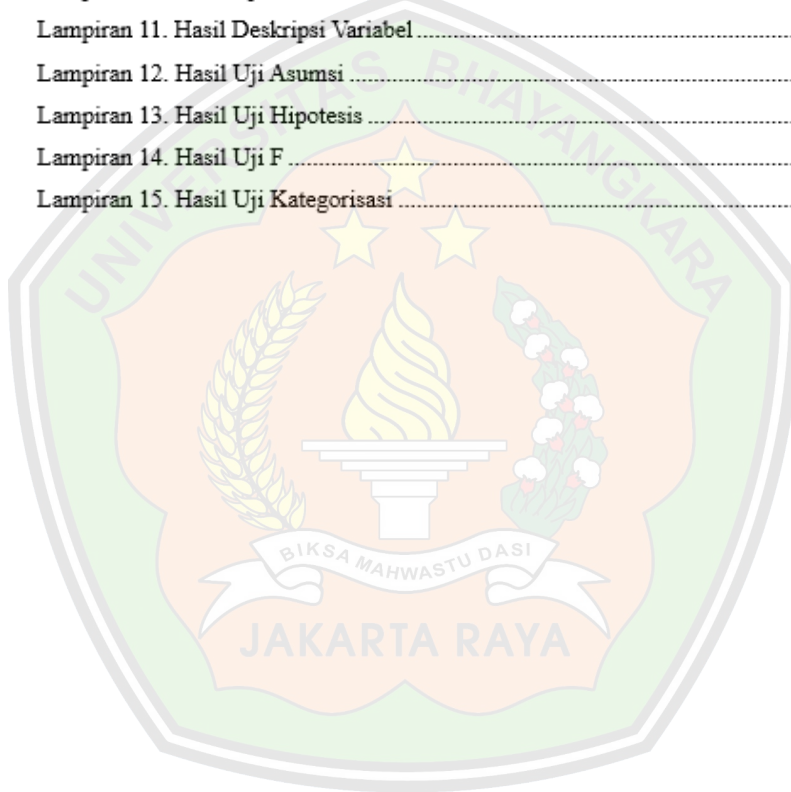 Lampiran 11. Hasil Deskripsi Variabel
Lampiran 12. Hasil Uji Asumsi
Lampiran 13. Hasil Uji Hipotesis
Lampiran 14. Hasil Uji F
Lampiran 15. Hasil Uji Kategorisasi
UNIVERSITAS BHAYANGKARA
BIKSA MAHWASTU DASI
JAKARTA RAYA